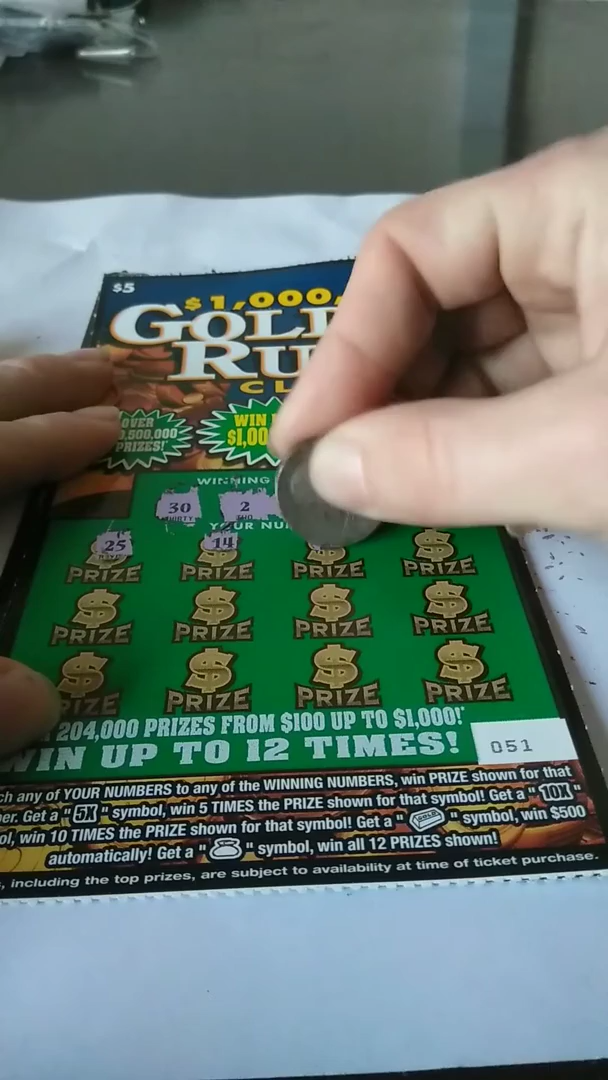 $5
$1,000,
GOL
RU
CL
OVER
,500,000
PRIZES!
WIN
$1,00
WINNING
30
THIRTY
2
TWO
YOUR NU
25
14
PRIZE PRIZE PRIZE PRIZE
PRIZE PRIZE PRIZE PRIZE
PRIZE PRIZE PRIZE PRIZE
204,000 PRIZES FROM $100 UP TO $1,000!*
WIN UP TO 12 TIMES!
051
ch any of YOUR NUMBERS to any of the WINNING NUMBERS, win PRIZE shown for that
er. Get a "5X" symbol, win 5 TIMES the PRIZE shown for that symbol! Get a "10X"
ol, win 10 TIMES the PRIZE shown for that symbol! Get a "GOLD" symbol, win $500
automatically! Get a " " symbol, win all 12 PRIZES shown!
, including the top prizes, are subject to availability at time of ticket purchase.